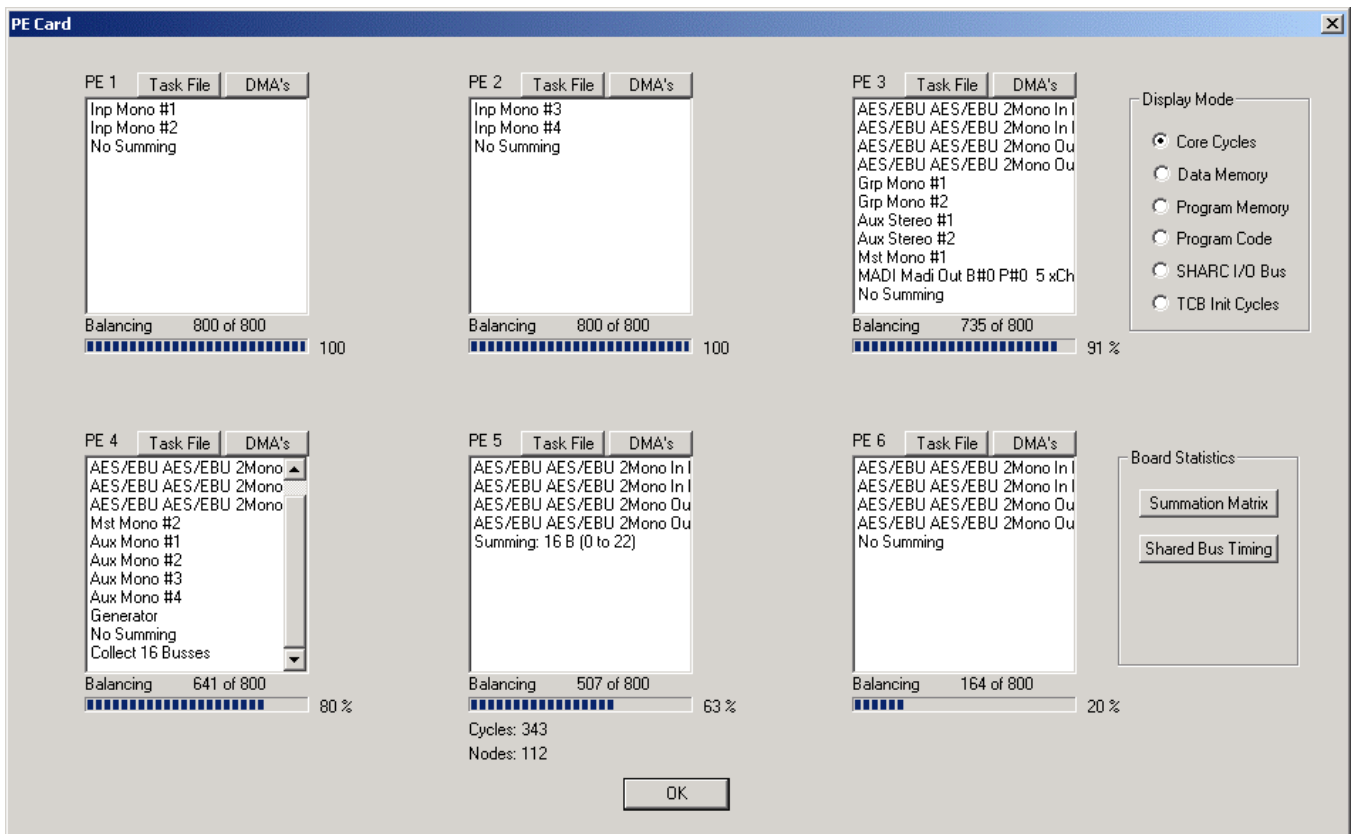 PE Card
PE 1 Task File DMA's
Inp Mono #1
Inp Mono #2
No Summing
Balancing 800 of 800
100
PE 2 Task File DMA's
Inp Mono #3
Inp Mono #4
No Summing
Balancing 800 of 800
100
PE 3 Task File DMA's
AES/EBU AES/EBU 2Mono In I
AES/EBU AES/EBU 2Mono In I
AES/EBU AES/EBU 2Mono Ou
AES/EBU AES/EBU 2Mono Ou
Grp Mono #1
Grp Mono #2
Aux Stereo #1
Aux Stereo #2
Mst Mono #1
MADI Madi Out B#0 P#0 5 xCh
No Summing
Balancing 735 of 800
91 %
Display Mode
Core Cycles
Data Memory
Program Memory
Program Code
SHARC I/O Bus
TCB Init Cycles
PE 4 Task File DMA's
AES/EBU AES/EBU 2Mono
AES/EBU AES/EBU 2Mono
AES/EBU AES/EBU 2Mono
Mst Mono #2
Aux Mono #1
Aux Mono #2
Aux Mono #3
Aux Mono #4
Generator
No Summing
Collect 16 Busses
Balancing 641 of 800
80 %
PE 5 Task File DMA's
AES/EBU AES/EBU 2Mono In I
AES/EBU AES/EBU 2Mono In I
AES/EBU AES/EBU 2Mono Ou
AES/EBU AES/EBU 2Mono Ou
Summing: 16 B (0 to 22)
Balancing 507 of 800
63 %
Cycles: 343
Nodes: 112
PE 6 Task File DMA's
AES/EBU AES/EBU 2Mono In I
AES/EBU AES/EBU 2Mono In I
AES/EBU AES/EBU 2Mono Ou
AES/EBU AES/EBU 2Mono Ou
No Summing
Balancing 164 of 800
20 %
Board Statistics
Summation Matrix
Shared Bus Timing
OK